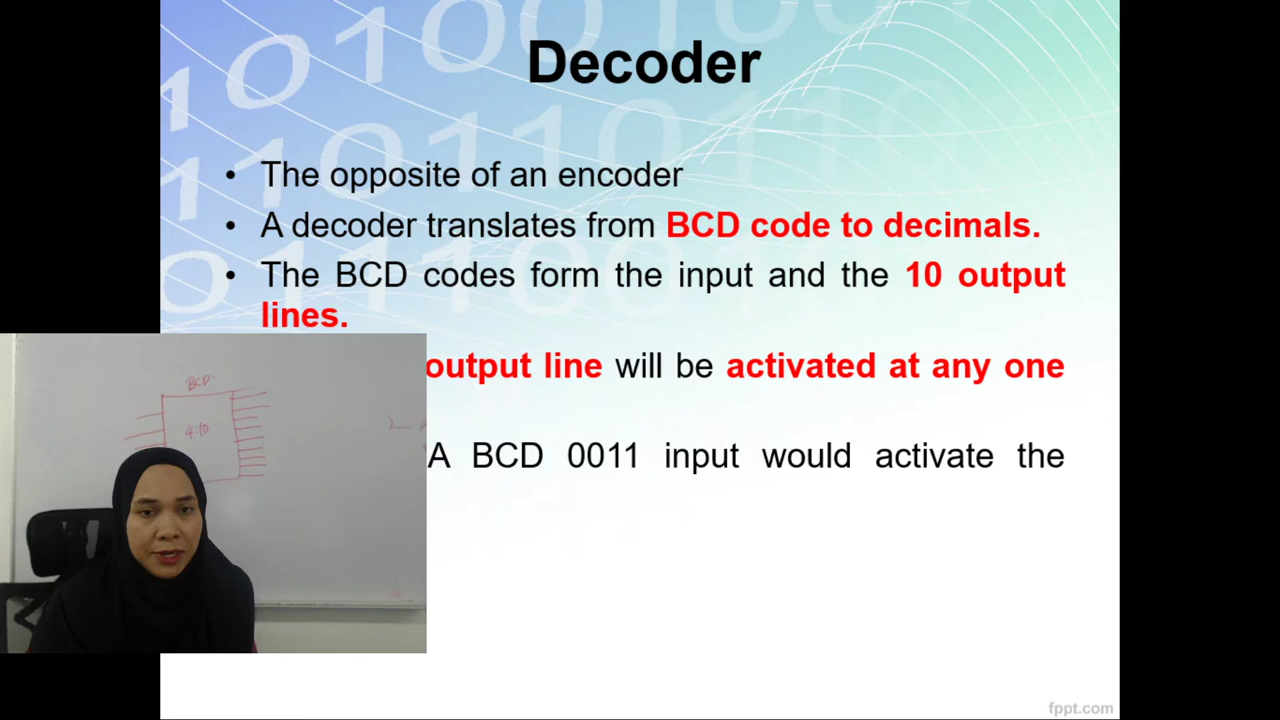 Decoder
• The opposite of an encoder
• A decoder translates from BCD code to decimals.
• The BCD codes form the input and the 10 output
lines.
output line will be activated at any one
A BCD 0011 input would activate the
BCD
4:10
fppt.com